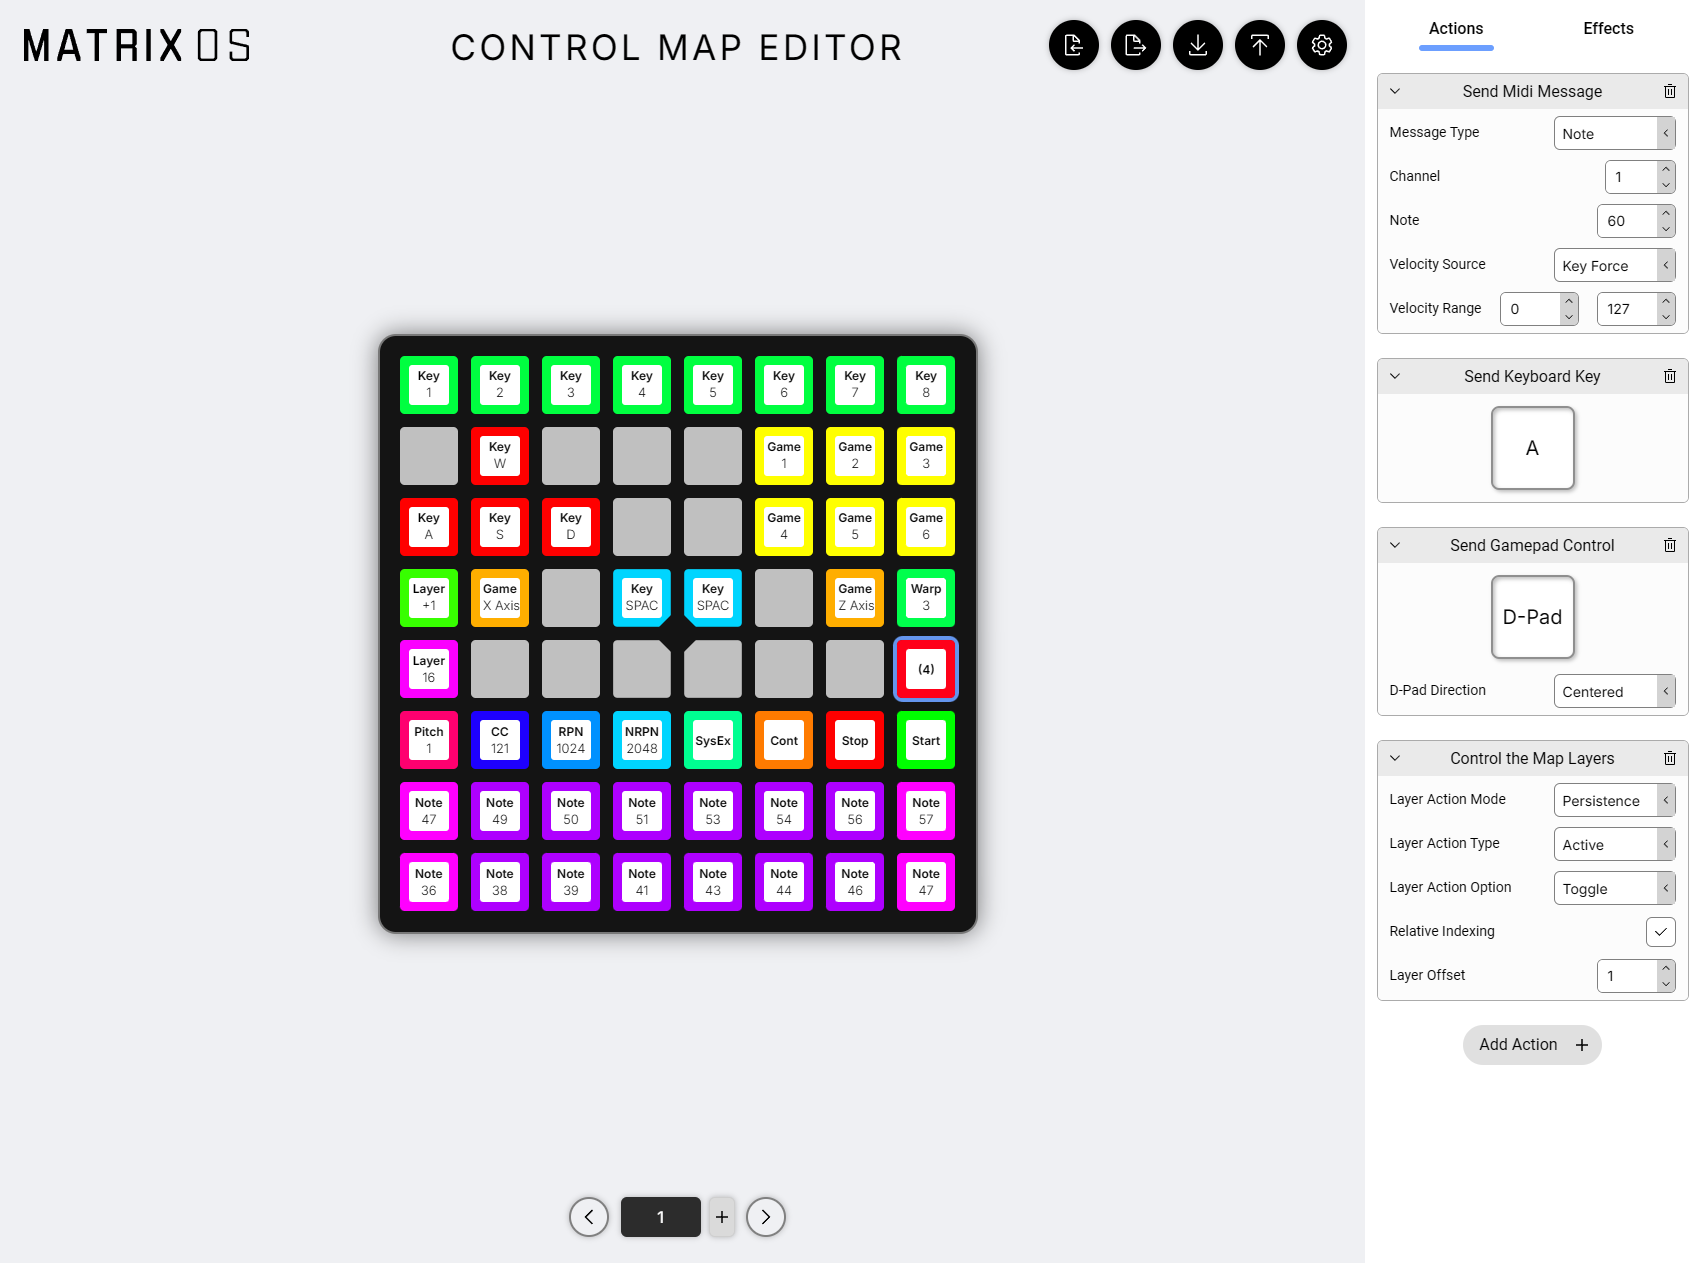 MATRIX OS
CONTROL MAP EDITOR
Key 1
Key 2
Key 3
Key 4
Key 5
Key 6
Key 7
Key 8
Key W
Game 1
Game 2
Game 3
Key A
Key S
Key D
Game 4
Game 5
Game 6
Layer +1
Game X Axis
Key SPAC
Key SPAC
Game Z Axis
Warp 3
Layer 16
(4)
Pitch 1
CC 121
RPN 1024
NRPN 2048
SysEx
Cont
Stop
Start
Note 47
Note 49
Note 50
Note 51
Note 53
Note 54
Note 56
Note 57
Note 36
Note 38
Note 39
Note 41
Note 43
Note 44
Note 46
Note 47
1 +
Actions Effects
Send Midi Message
Message Type Note
Channel 1
Note 60
Velocity Source Key Force
Velocity Range 0 127
Send Keyboard Key
A
Send Gamepad Control
D-Pad
D-Pad Direction Centered
Control the Map Layers
Layer Action Mode Persistence
Layer Action Type Active
Layer Action Option Toggle
Relative Indexing
Layer Offset 1
Add Action +